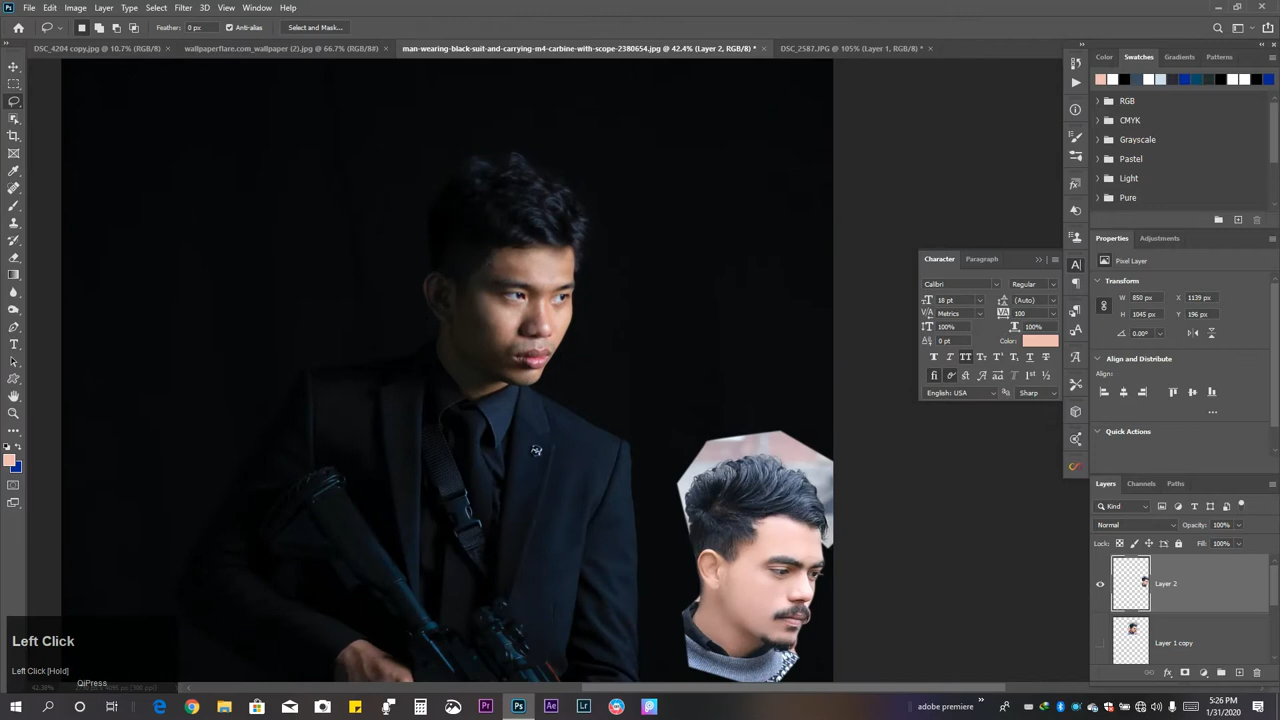 File Edit Image Layer Type Select Filter 3D View Window Help
Feather: 0 px Anti-alias Select and Mask...
DSC_4204 copy.jpg @ 10.7% (RGB/8) × wallpaperflare.com_wallpaper (2).jpg @ 66.7% (RGB/8#) × man-wearing-black-suit-and-carrying-m4-carbine-with-scope-2380654.jpg @ 42.4% (Layer 2, RGB/8) * × DSC_2587.JPG @ 105% (Layer 1, RGB/8) * ×
Color Swatches Gradients Patterns
RGB
CMYK
Grayscale
Pastel
Light
Pure
Properties Adjustments
Pixel Layer
Transform
W 850 px X 1139 px
H 1045 px Y 196 px
0.00°
Align and Distribute
Align:
...
Quick Actions
Character Paragraph
Calibri Regular
18 pt (Auto)
Metrics 100
100% 100%
0 pt Color:
English: USA Sharp
Layers Channels Paths
Kind
Normal Opacity: 100%
Lock: Fill: 100%
Layer 2
Layer 1 copy
Left Click
Left Click [Hold]
QiPress
adobe premiere
5:26 PM
1/31/2020